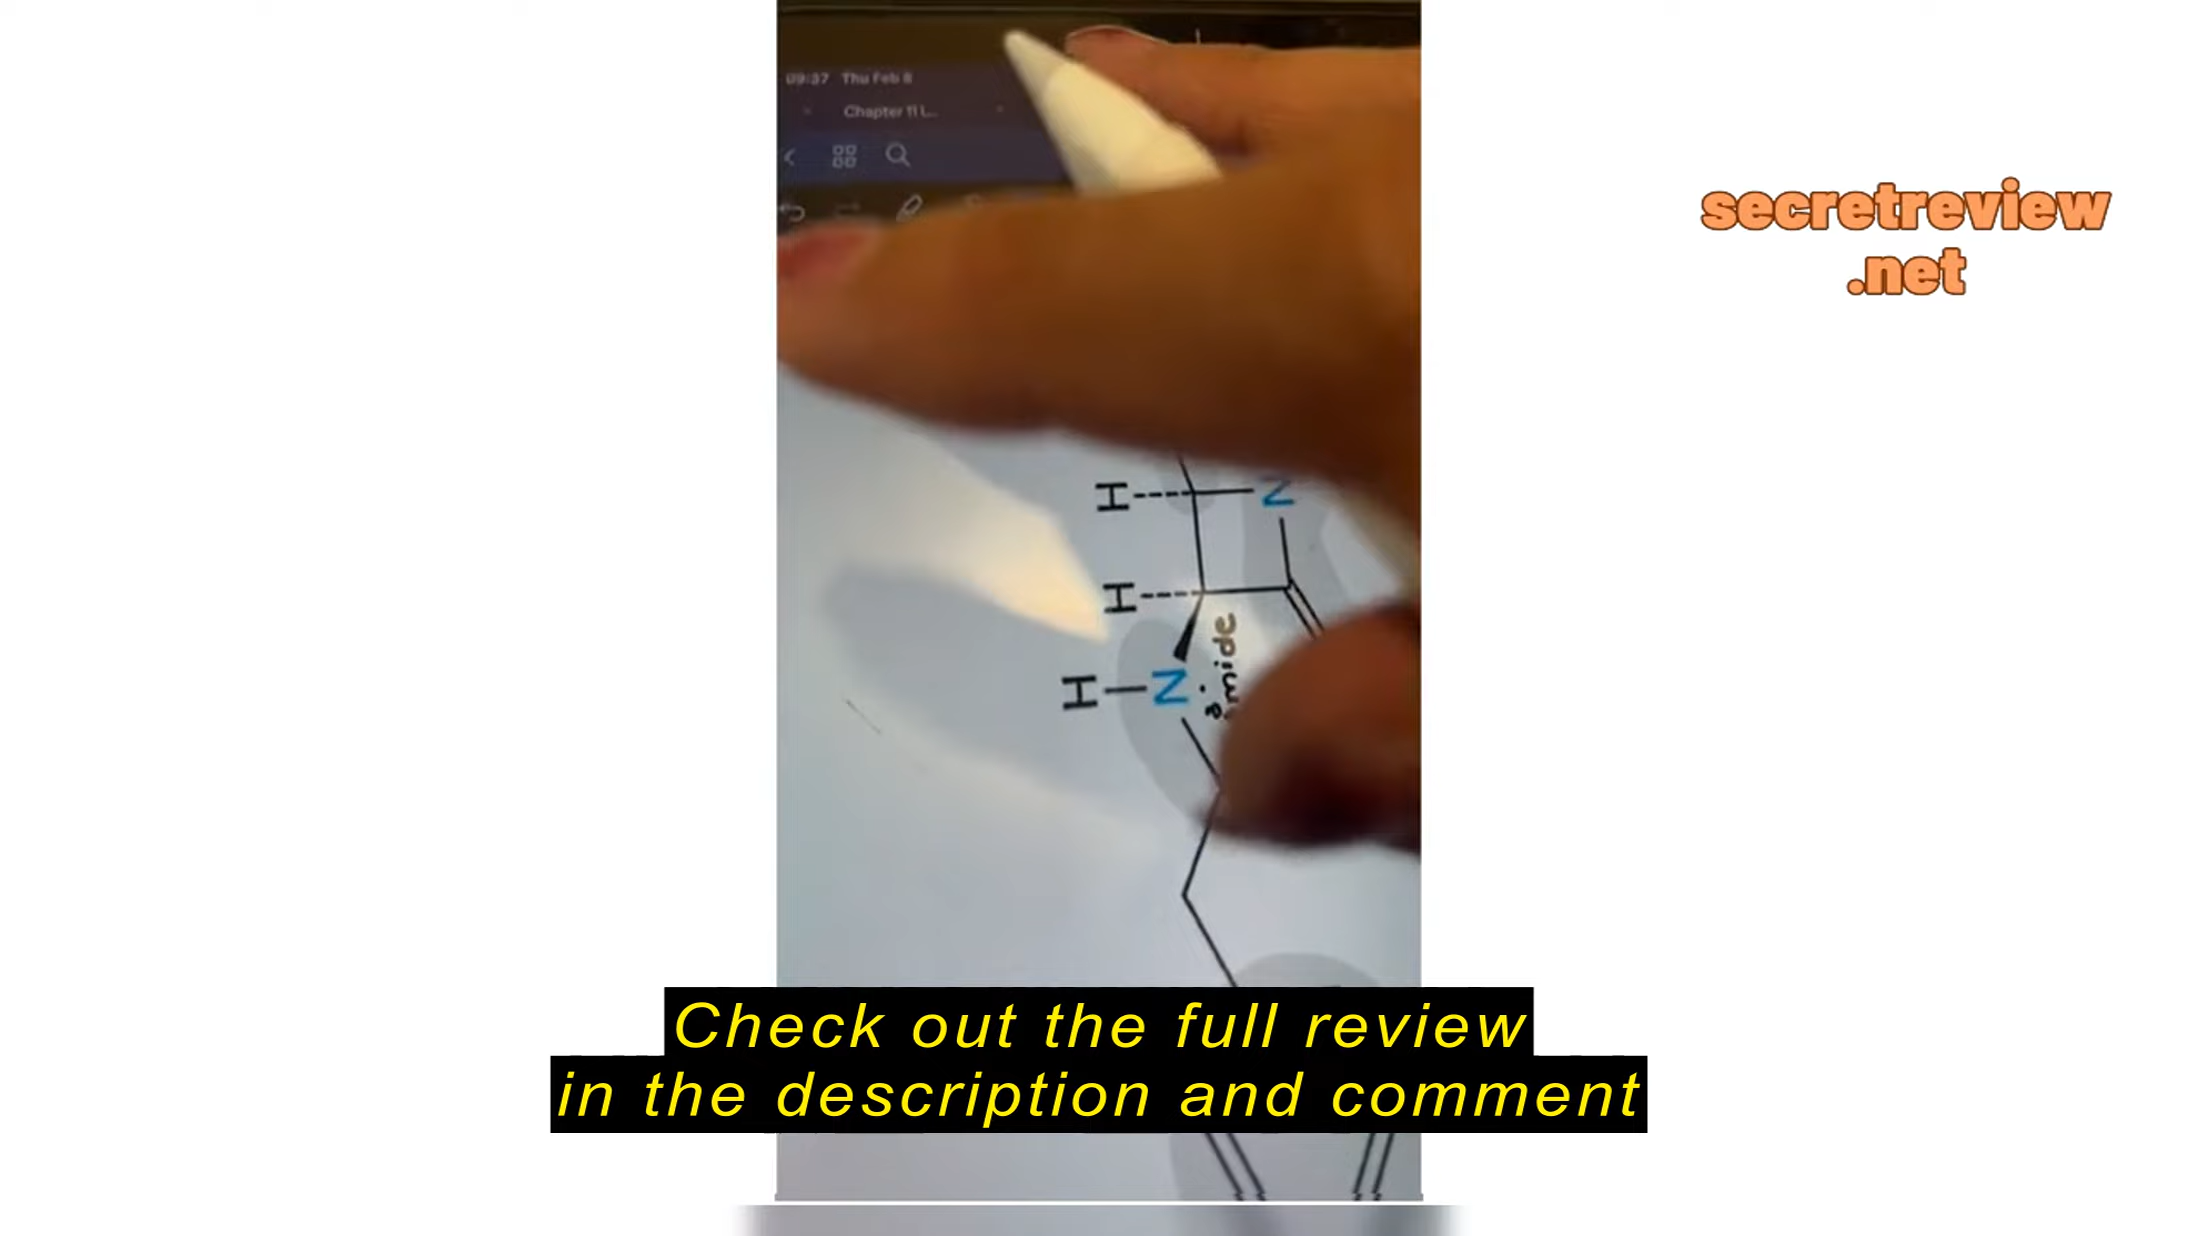 09:37 Thu Feb 8
Chapter 11 L...
secretreview
.net
H
N
H
amide
H
N
Check out the full review
in the description and comment